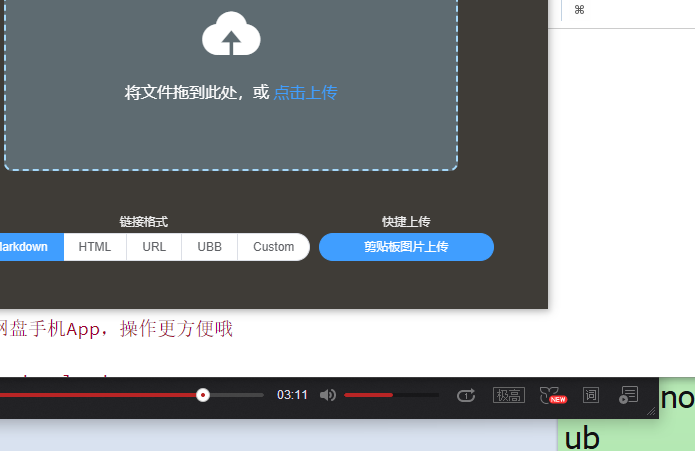 ⌘
将文件拖到此处，或 点击上传
链接格式
快捷上传
Markdown HTML URL UBB Custom
剪贴板图片上传
网盘手机App，操作更方便哦
03:11
1
极高
NEW
词
no
ub